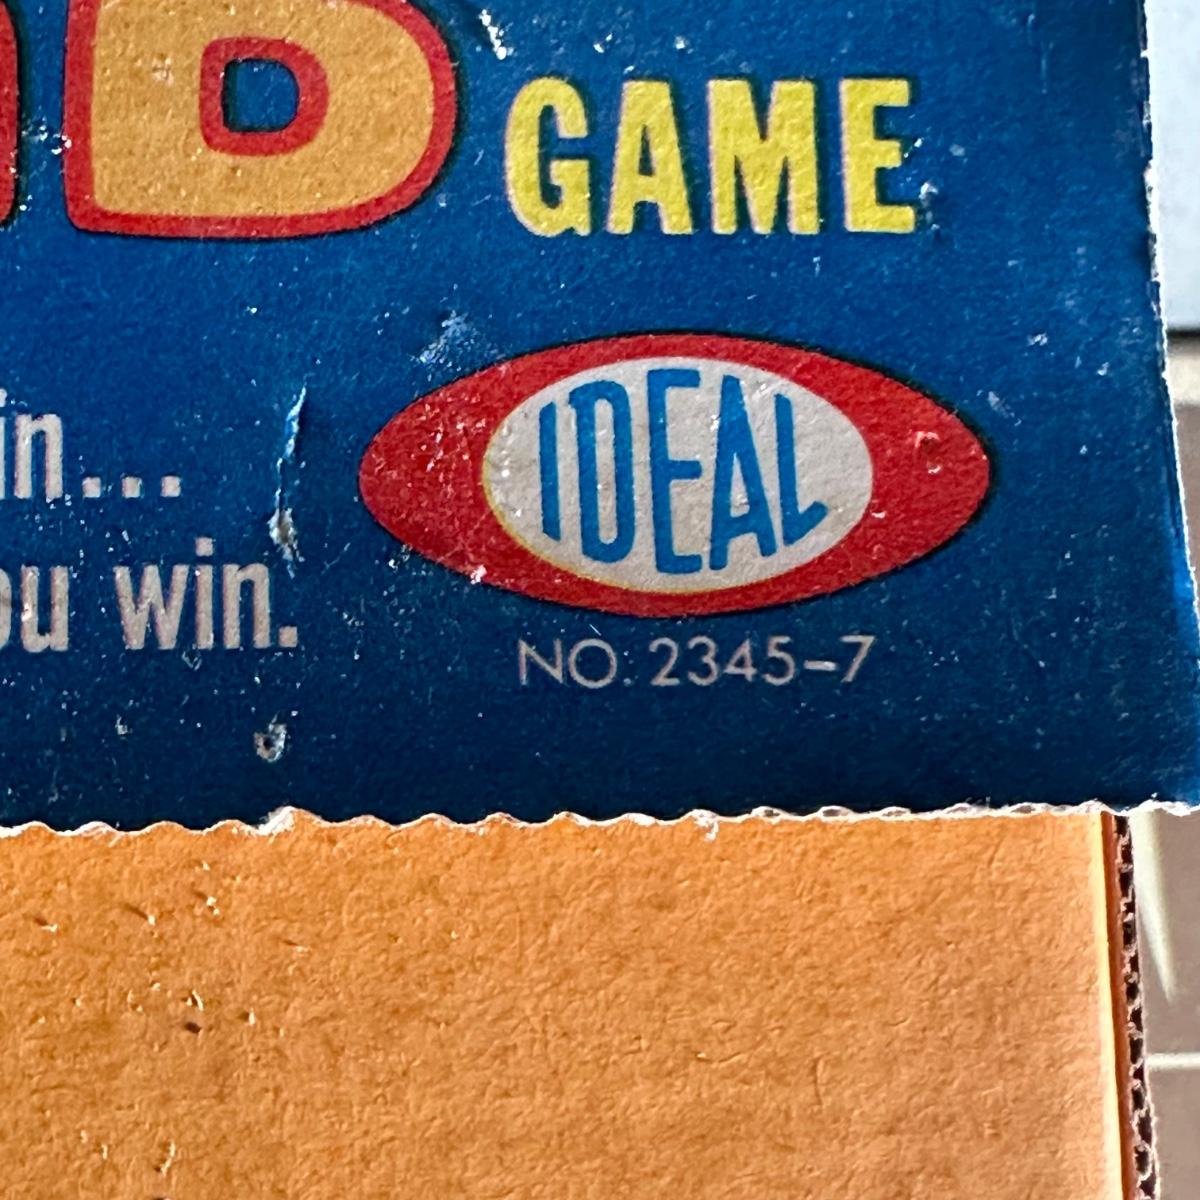 D GAME
in...
IDEAL
ou win.
NO. 2345-7